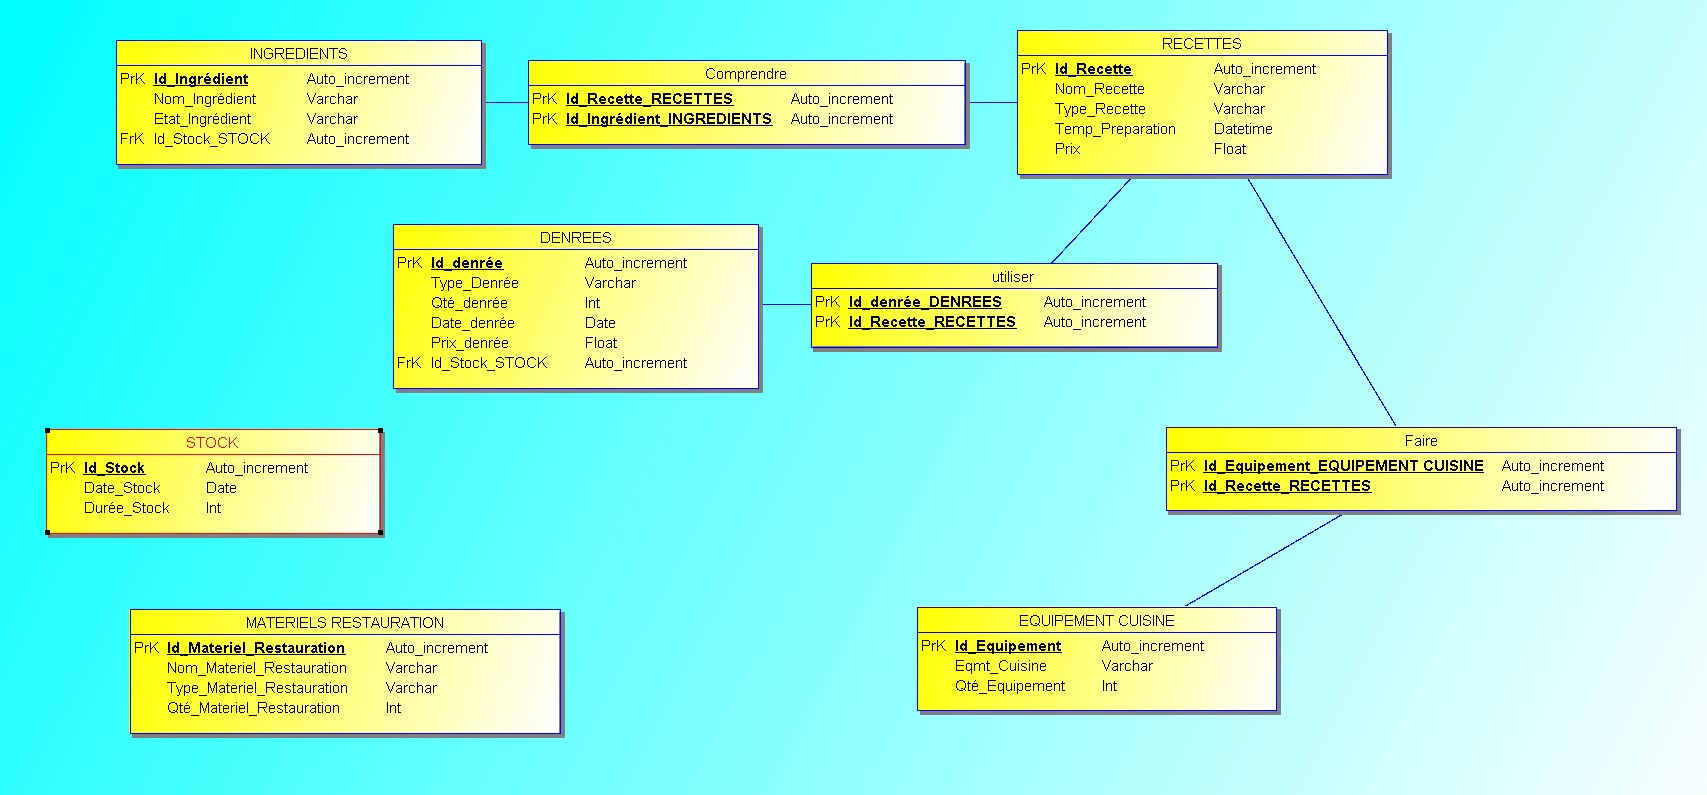 INGREDIENTS
PrK Id_Ingrédient Auto_increment
Nom_Ingrédient Varchar
Etat_Ingrédient Varchar
FrK Id_Stock_STOCK Auto_increment
Comprendre
PrK Id_Recette_RECETTES Auto_increment
PrK Id_Ingrédient_INGREDIENTS Auto_increment
RECETTES
PrK Id_Recette Auto_increment
Nom_Recette Varchar
Type_Recette Varchar
Temp_Preparation Datetime
Prix Float
DENREES
PrK Id_denrée Auto_increment
Type_Denrée Varchar
Qté_denrée Int
Date_denrée Date
Prix_denrée Float
FrK Id_Stock_STOCK Auto_increment
utiliser
PrK Id_denrée_DENREES Auto_increment
PrK Id_Recette_RECETTES Auto_increment
STOCK
PrK Id_Stock Auto_increment
Date_Stock Date
Durée_Stock Int
Faire
PrK Id_Equipement_EQUIPEMENT CUISINE Auto_increment
PrK Id_Recette_RECETTES Auto_increment
MATERIELS RESTAURATION
PrK Id_Materiel_Restauration Auto_increment
Nom_Materiel_Restauration Varchar
Type_Materiel_Restauration Varchar
Qté_Materiel_Restauration Int
EQUIPEMENT CUISINE
PrK Id_Equipement Auto_increment
Eqmt_Cuisine Varchar
Qté_Equipement Int